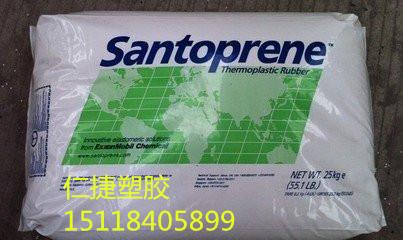 Santoprene™
Thermoplastic Rubber
Innovative elastomeric solutions
from ExxonMobil Chemical
www.santoprene.com
NET WT. 25kg e
(55.1 LB.)
仁捷塑胶
15118405899